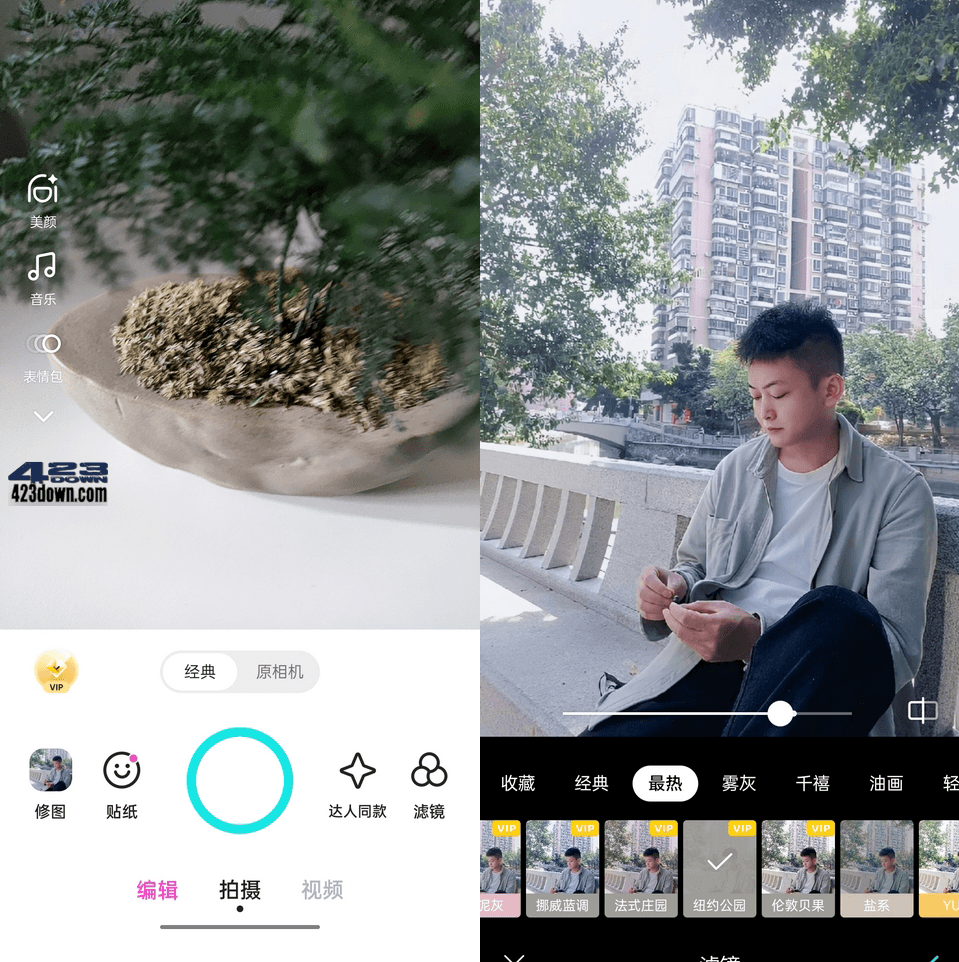 美颜
音乐
表情包
423
DOWN
423down.com
VIP
经典
原相机
修图
贴纸
达人同款
滤镜
编辑
拍摄
视频
收藏
经典
最热
雾灰
千禧
油画
轻
VIP
VIP
VIP
VIP
VIP
泥灰
挪威蓝调
法式庄园
纽约公园
伦敦贝果
盐系
YU
滤镜